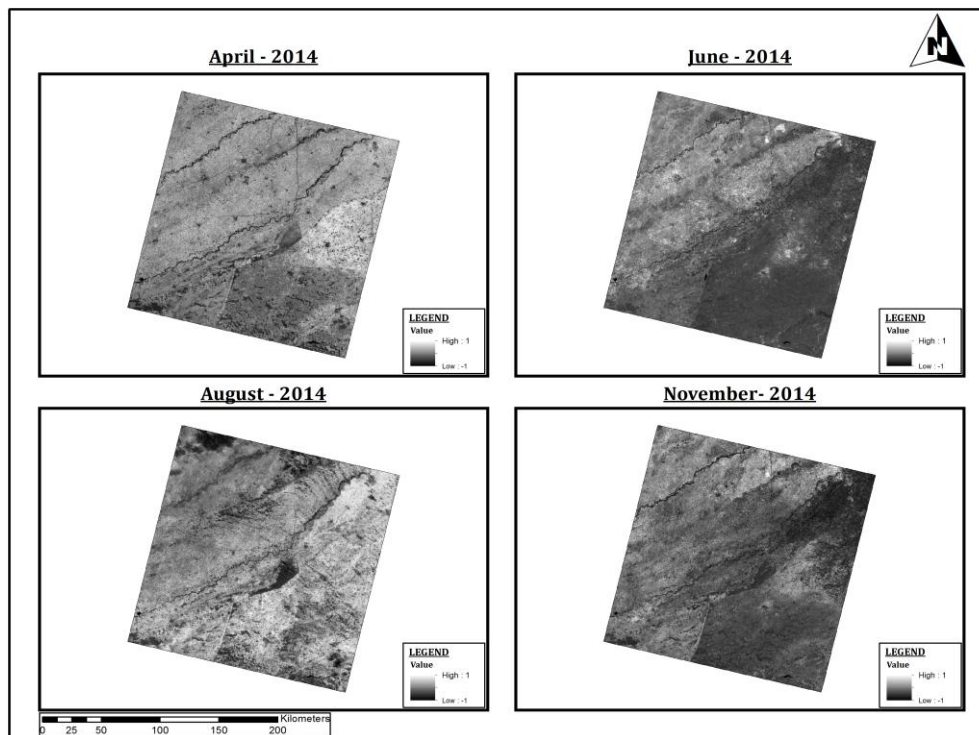 N
April - 2014
June - 2014
LEGEND
Value
High : 1
Low : -1
LEGEND
Value
High : 1
Low : -1
August - 2014
November- 2014
LEGEND
Value
High : 1
Low : -1
LEGEND
Value
High : 1
Low : -1
Kilometers
0 25 50 100 150 200